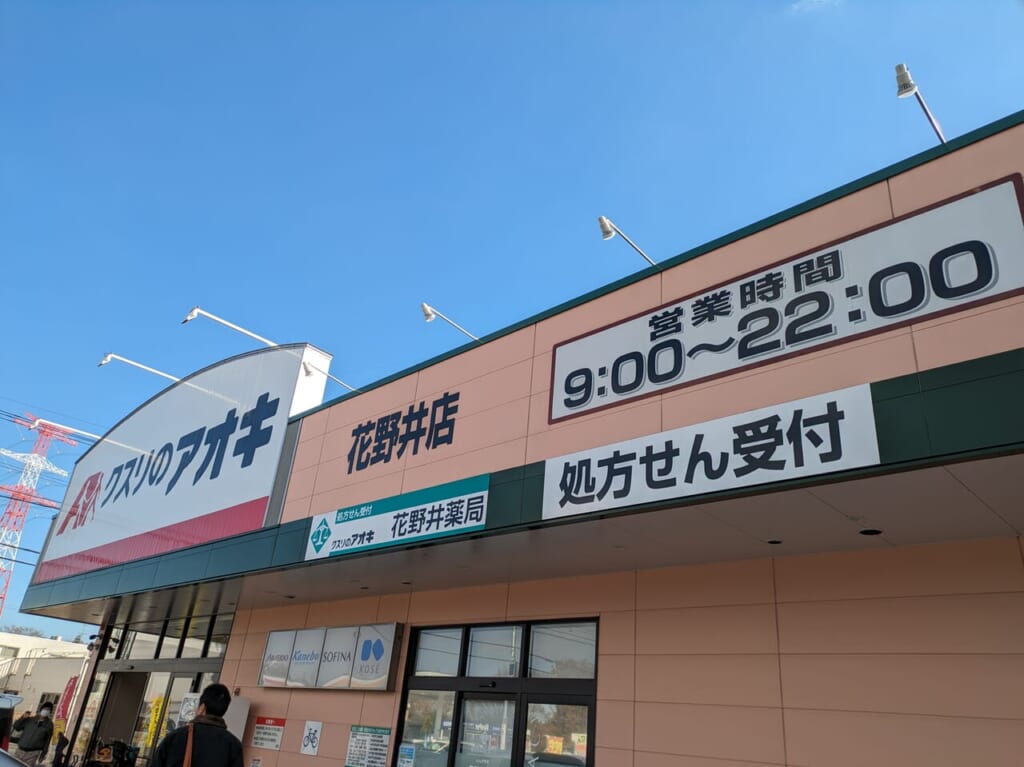 クスリのアオキ
花野井店
営業時間
9:00～22:00
処方せん受付
処方せん受付
クスリのアオキ
花野井薬局
SHISEIDO
Kanebo
SOFINA
KOSÉ